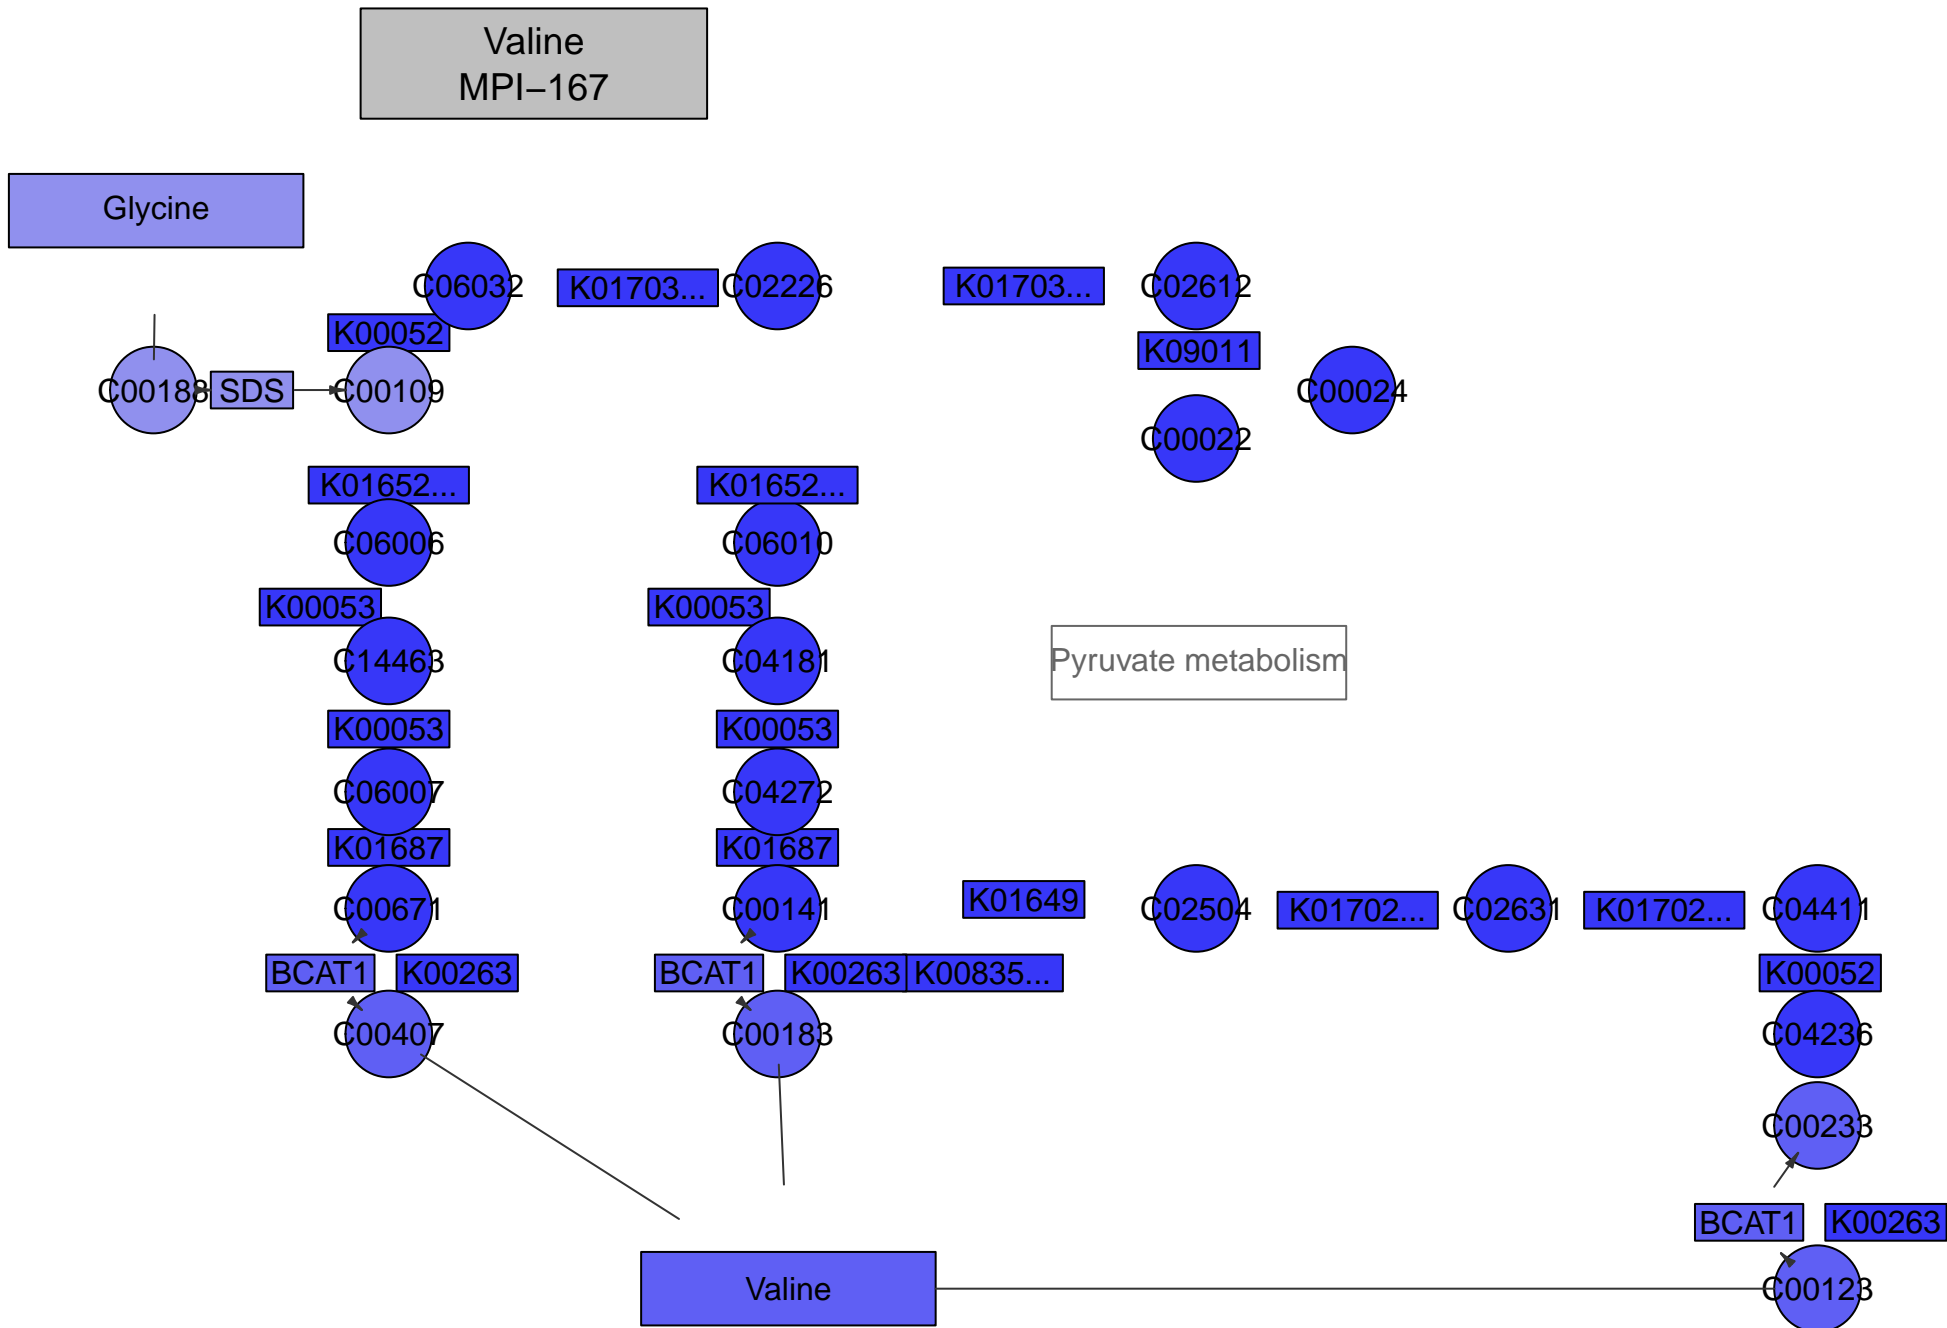 Valine
MPI−167
Glycine
C06032
K01703...
C02226
K01703...
C02612
K00052
K09011
C00188
SDS
C00109
C00024
C00022
K01652...
K01652...
C06006
C06010
K00053
K00053
C14463
C04181
Pyruvate metabolism
K00053
K00053
C06007
C04272
K01687
K01687
C00671
C00141
K01649
C02504
K01702...
C02631
K01702...
C04411
BCAT1
K00263
BCAT1
K00263
K00835...
K00052
C00407
C00183
C04236
C00233
BCAT1
K00263
Valine
C00123